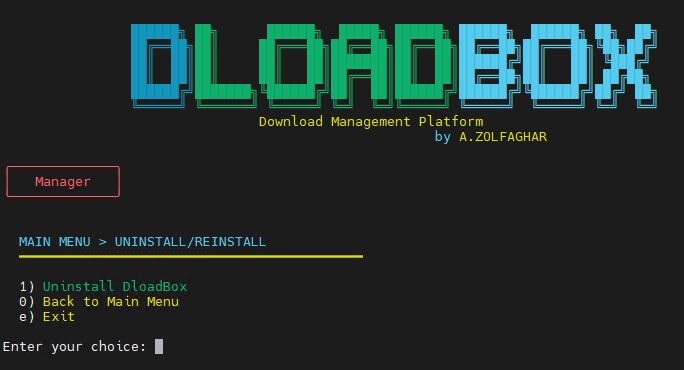 DLOADBOX
Download Management Platform
by A.ZOLFAGHAR
Manager
MAIN MENU > UNINSTALL/REINSTALL
1) Uninstall DloadBox
0) Back to Main Menu
e) Exit
Enter your choice: